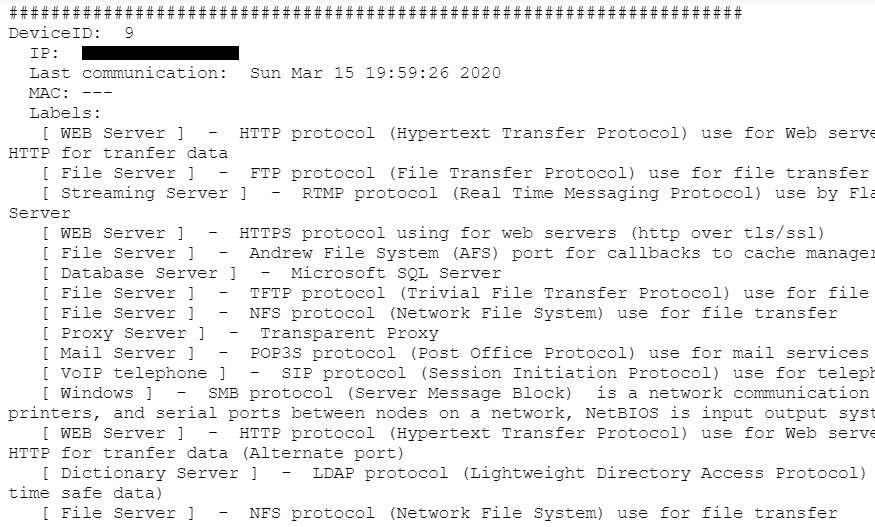 ######################################################################
DeviceID:  9
IP:
Last communication:  Sun Mar 15 19:59:26 2020
MAC: ---
Labels:
[ WEB Server ]  -  HTTP protocol (Hypertext Transfer Protocol) use for Web serve
HTTP for tranfer data
[ File Server ]  -  FTP protocol (File Transfer Protocol) use for file transfer
[ Streaming Server ]  -  RTMP protocol (Real Time Messaging Protocol) use by Fla
Server
[ WEB Server ]  -  HTTPS protocol using for web servers (http over tls/ssl)
[ File Server ]  -  Andrew File System (AFS) port for callbacks to cache manager
[ Database Server ]  -  Microsoft SQL Server
[ File Server ]  -  TFTP protocol (Trivial File Transfer Protocol) use for file
[ File Server ]  -  NFS protocol (Network File System) use for file transfer
[ Proxy Server ]  -  Transparent Proxy
[ Mail Server ]  -  POP3S protocol (Post Office Protocol) use for mail services
[ VoIP telephone ]  -  SIP protocol (Session Initiation Protocol) use for teleph
[ Windows ]  -  SMB protocol (Server Message Block)  is a network communication
printers, and serial ports between nodes on a network, NetBIOS is input output syst
[ WEB Server ]  -  HTTP protocol (Hypertext Transfer Protocol) use for Web serve
HTTP for tranfer data (Alternate port)
[ Dictionary Server ]  -  LDAP protocol (Lightweight Directory Access Protocol)
time safe data)
[ File Server ]  -  NFS protocol (Network File System) use for file transfer